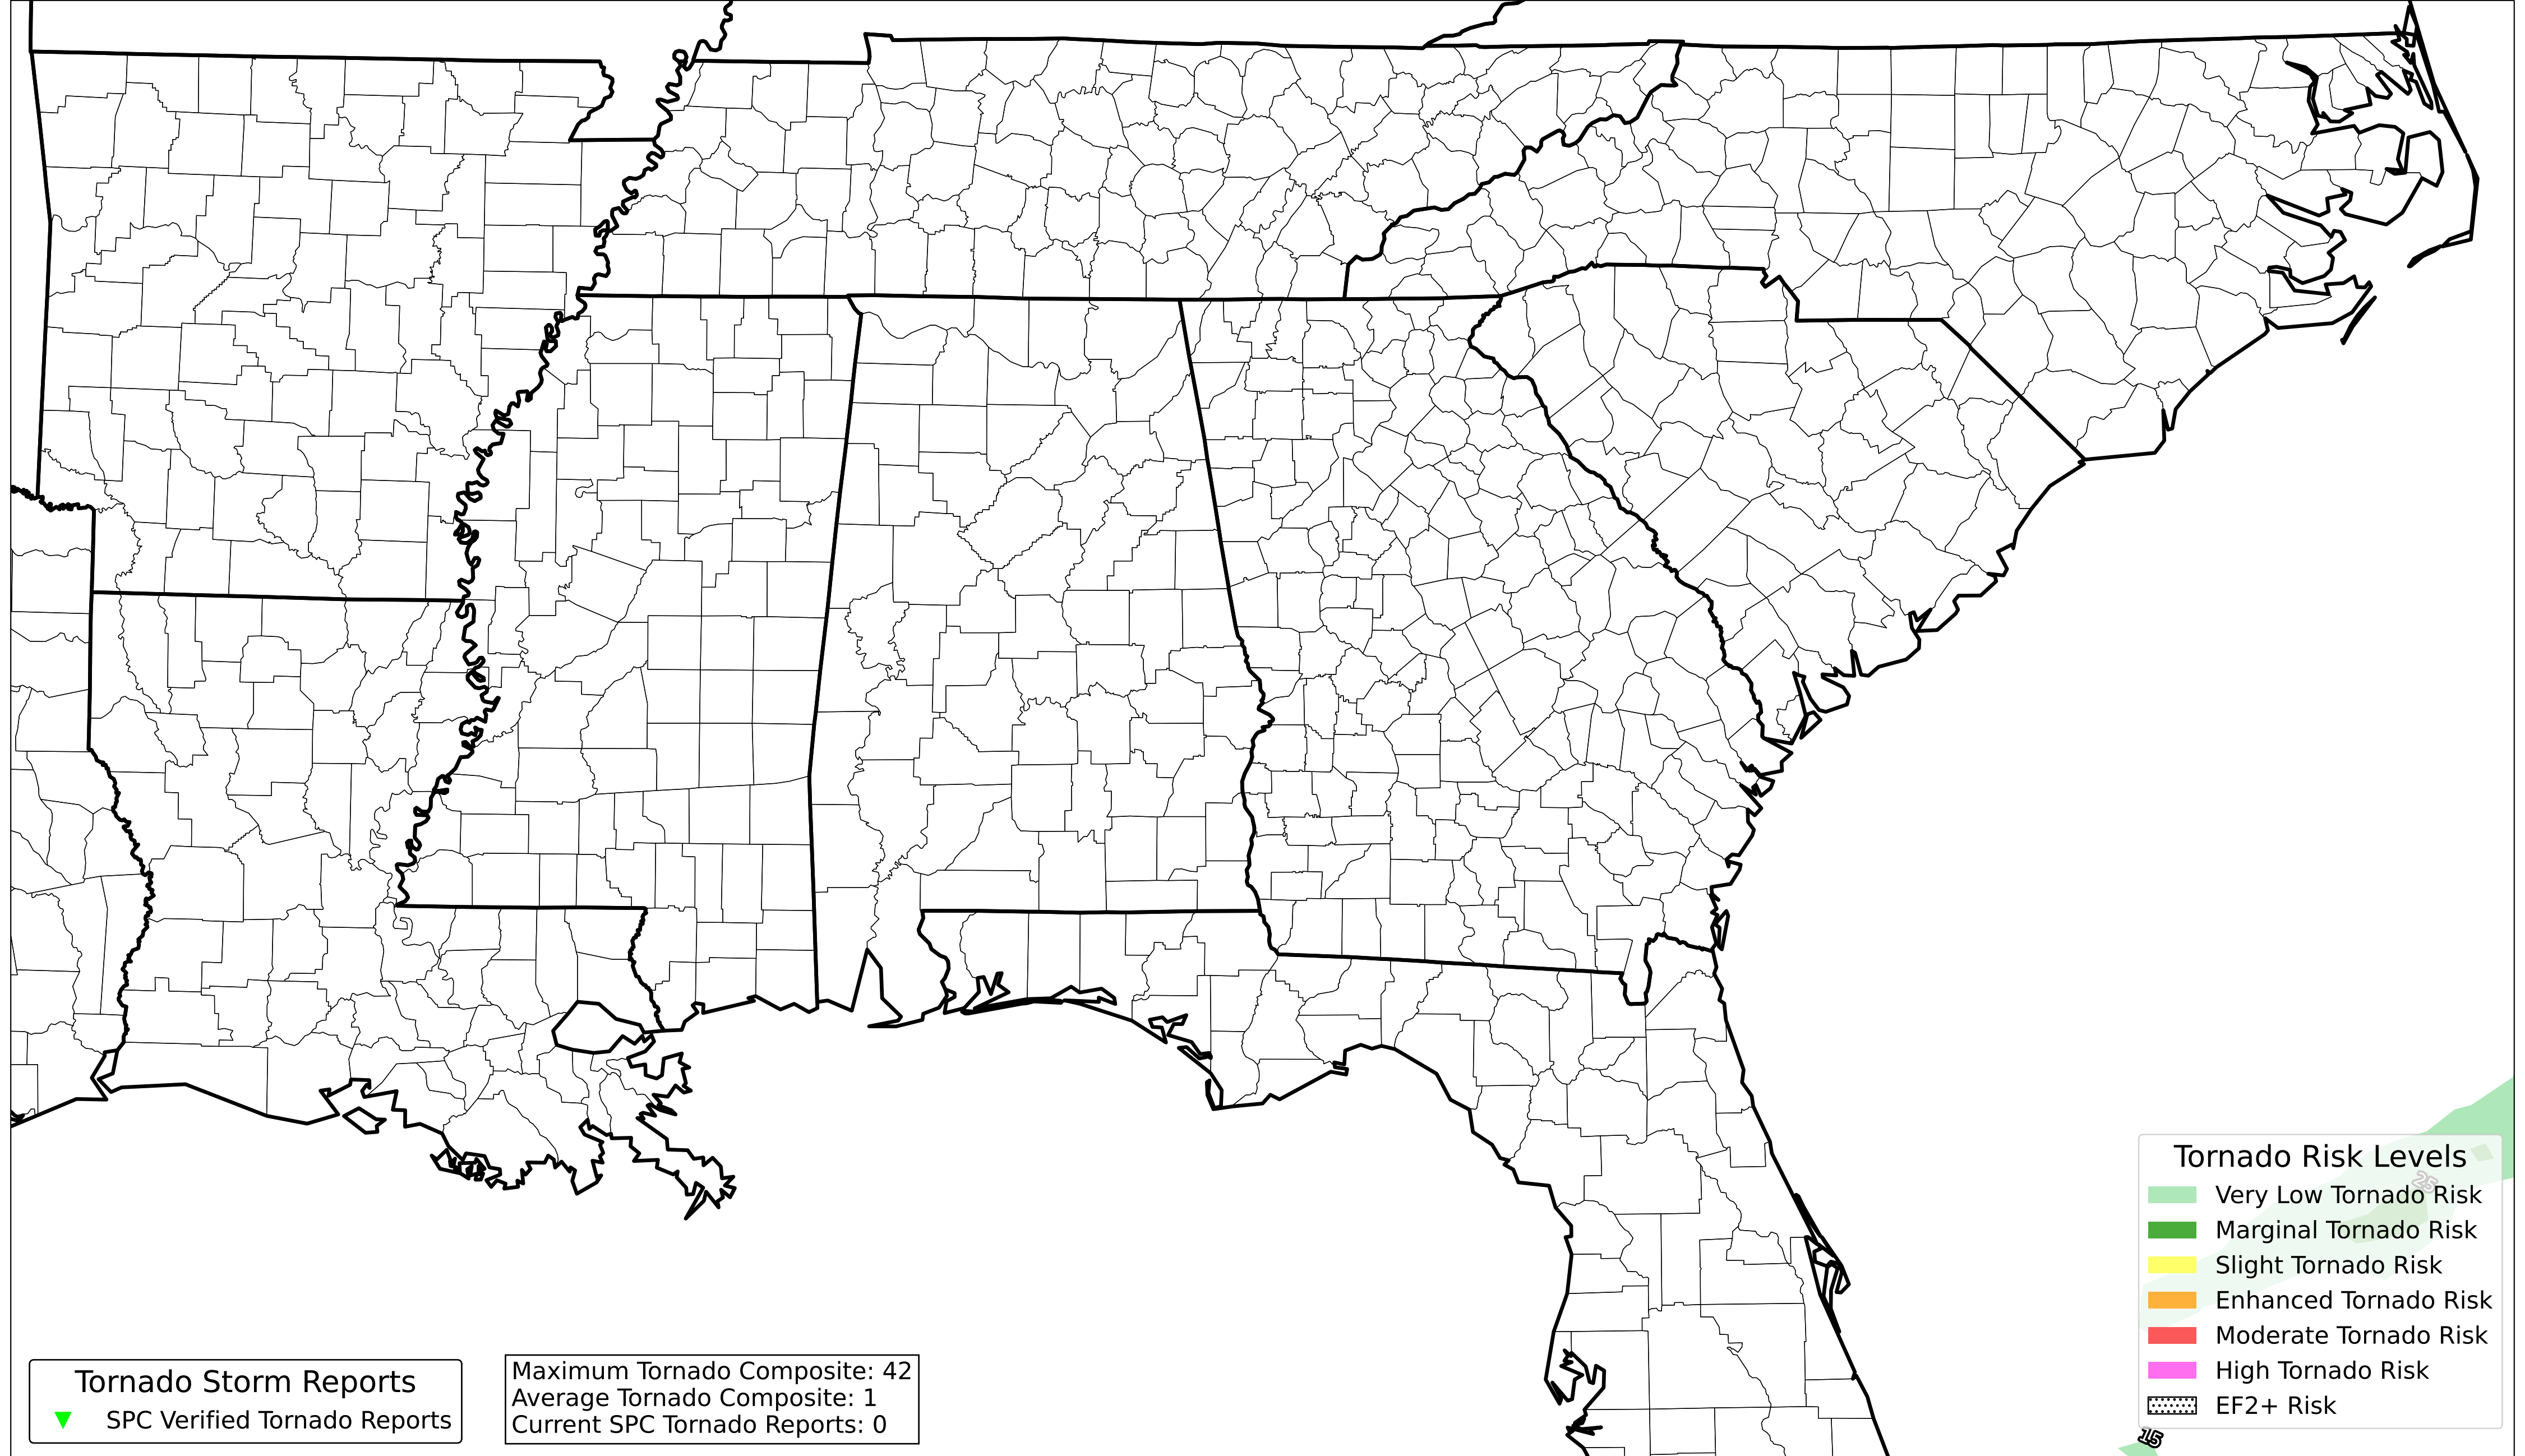 25
Tornado Risk Levels
Very Low Tornado Risk
Marginal Tornado Risk
Slight Tornado Risk
Enhanced Tornado Risk
Moderate Tornado Risk
High Tornado Risk
EF2+ Risk
15
Tornado Storm Reports
SPC Verified Tornado Reports
Maximum Tornado Composite: 42
Average Tornado Composite: 1
Current SPC Tornado Reports: 0